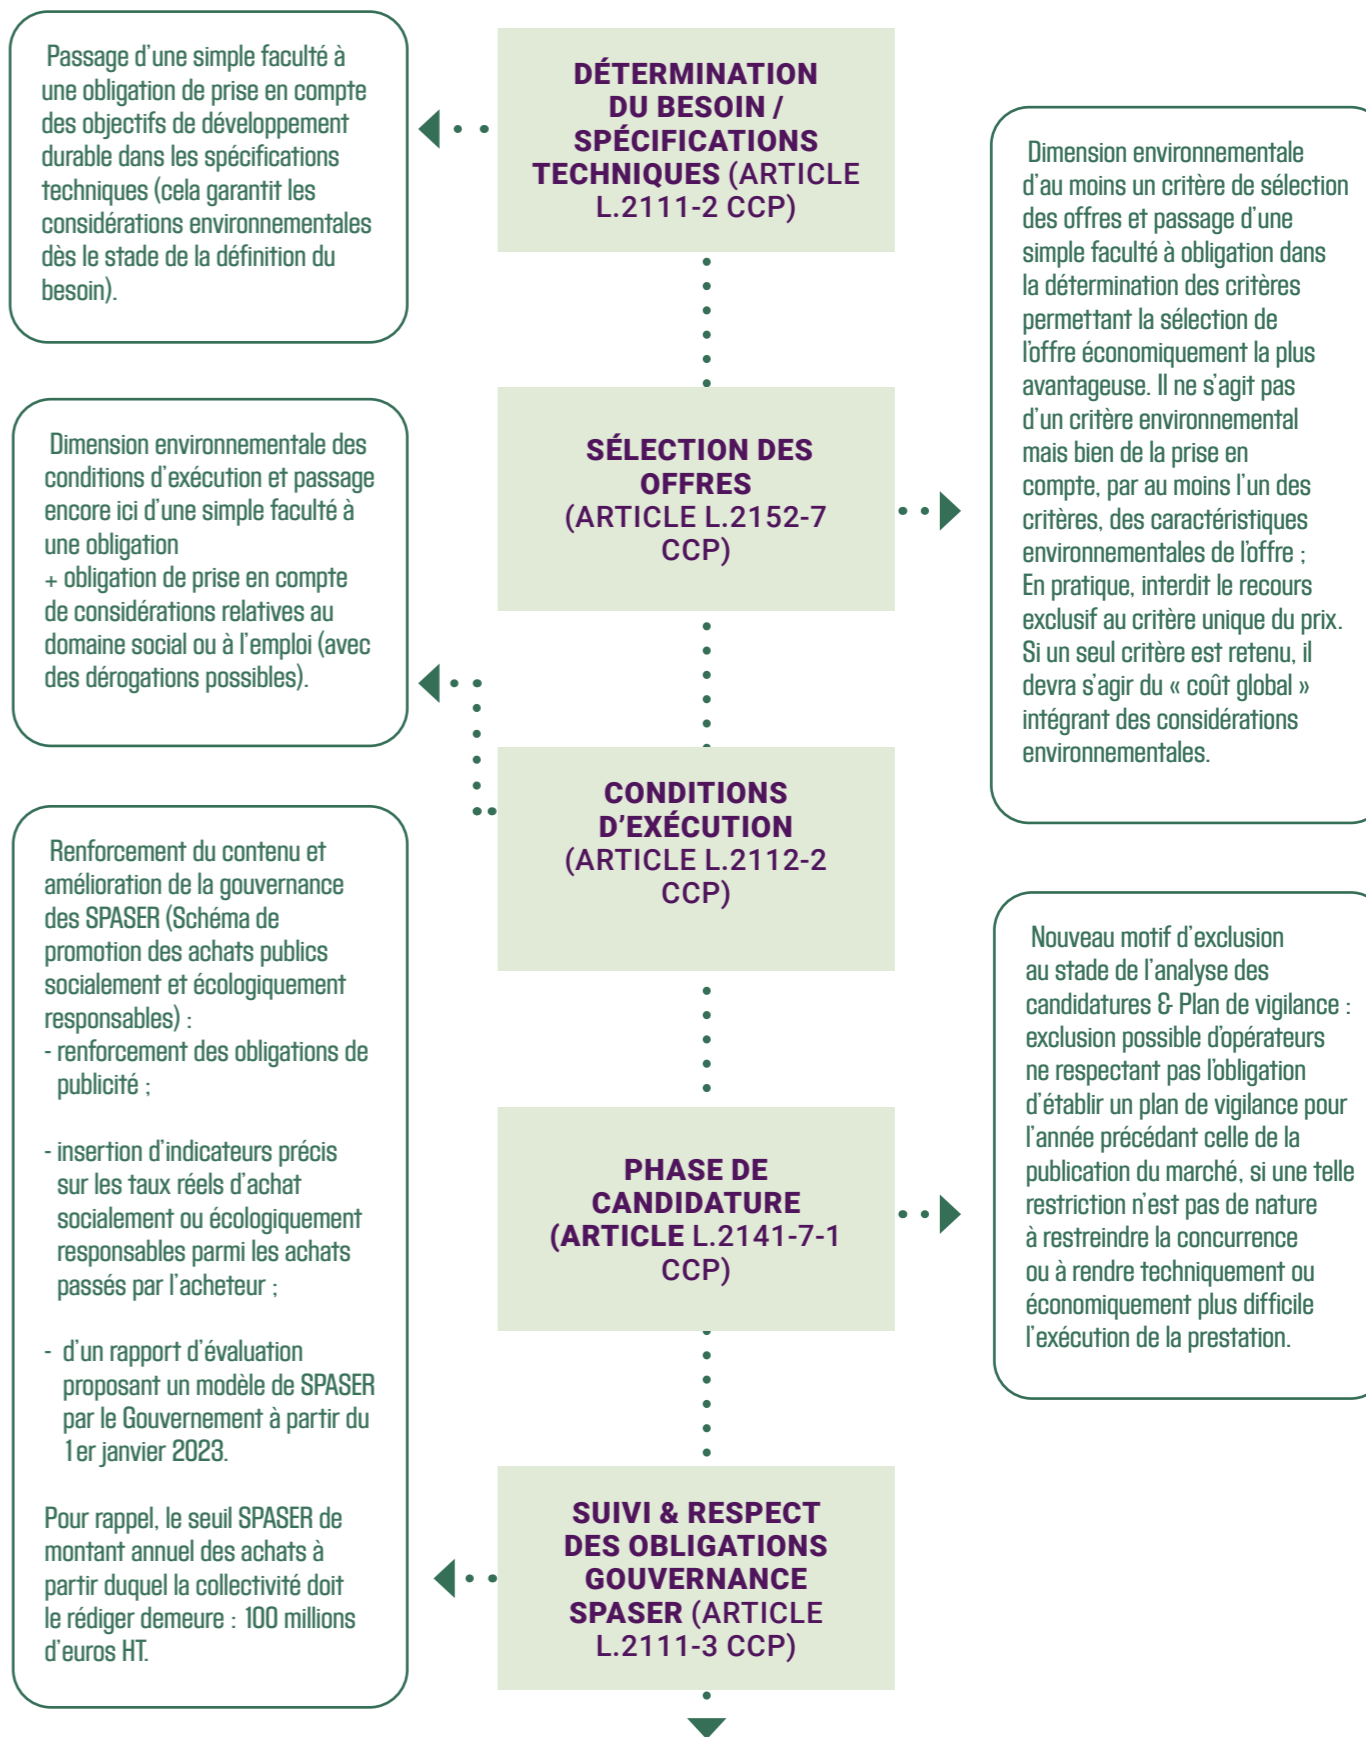 DÉTERMINATION
DU BESOIN /
SPÉCIFICATIONS
TECHNIQUES (ARTICLE
L.2111-2 CCP)
Passage d'une simple faculté à
une obligation de prise en compte
des objectifs de développement
durable dans les spécifications
techniques (cela garantit les
considérations environnementales
dès le stade de la définition du
besoin).
SÉLECTION DES
OFFRES
(ARTICLE L.2152-7
CCP)
Dimension environnementale
d'au moins un critère de sélection
des offres et passage d'une
simple faculté à obligation dans
la détermination des critères
permettant la sélection de
l'offre économiquement la plus
avantageuse. Il ne s'agit pas
d'un critère environnemental
mais bien de la prise en
compte, par au moins l'un des
critères, des caractéristiques
environnementales de l'offre ;
En pratique, interdit le recours
exclusif au critère unique du prix.
Si un seul critère est retenu, il
devra s'agir du « coût global »
intégrant des considérations
environnementales.
CONDITIONS
D'EXÉCUTION
(ARTICLE L.2112-2
CCP)
Dimension environnementale des
conditions d'exécution et passage
encore ici d'une simple faculté à
une obligation
+ obligation de prise en compte
de considérations relatives au
domaine social ou à l'emploi (avec
des dérogations possibles).
PHASE DE
CANDIDATURE
(ARTICLE L.2141-7-1
CCP)
Nouveau motif d'exclusion
au stade de l'analyse des
candidatures & Plan de vigilance :
exclusion possible d'opérateurs
ne respectant pas l'obligation
d'établir un plan de vigilance pour
l'année précédant celle de la
publication du marché, si une telle
restriction n'est pas de nature
à restreindre la concurrence
ou à rendre techniquement ou
économiquement plus difficile
l'exécution de la prestation.
SUIVI & RESPECT
DES OBLIGATIONS
GOUVERNANCE
SPASER (ARTICLE
L.2111-3 CCP)
Renforcement du contenu et
amélioration de la gouvernance
des SPASER (Schéma de
promotion des achats publics
socialement et écologiquement
responsables) :
- renforcement des obligations de
publicité ;
- insertion d'indicateurs précis
sur les taux réels d'achat
socialement ou écologiquement
responsables parmi les achats
passés par l'acheteur ;
- d'un rapport d'évaluation
proposant un modèle de SPASER
par le Gouvernement à partir du
1er janvier 2023.
Pour rappel, le seuil SPASER de
montant annuel des achats à
partir duquel la collectivité doit
le rédiger demeure : 100 millions
d'euros HT.